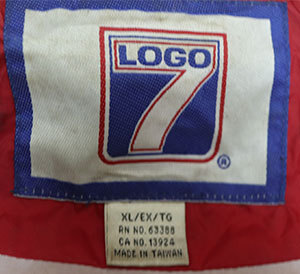 LOGO
7
®
XL/EX/TG
RN NO. 63388
CA NO. 13924
MADE IN TAIWAN